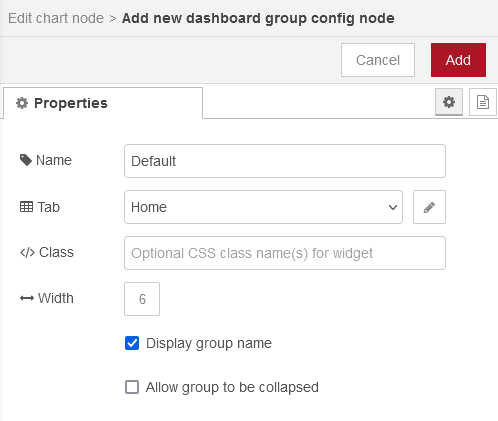 Edit chart node > Add new dashboard group config node
Cancel Add
Properties
Name Default
Tab Home
Class Optional CSS class name(s) for widget
Width 6
Display group name
Allow group to be collapsed